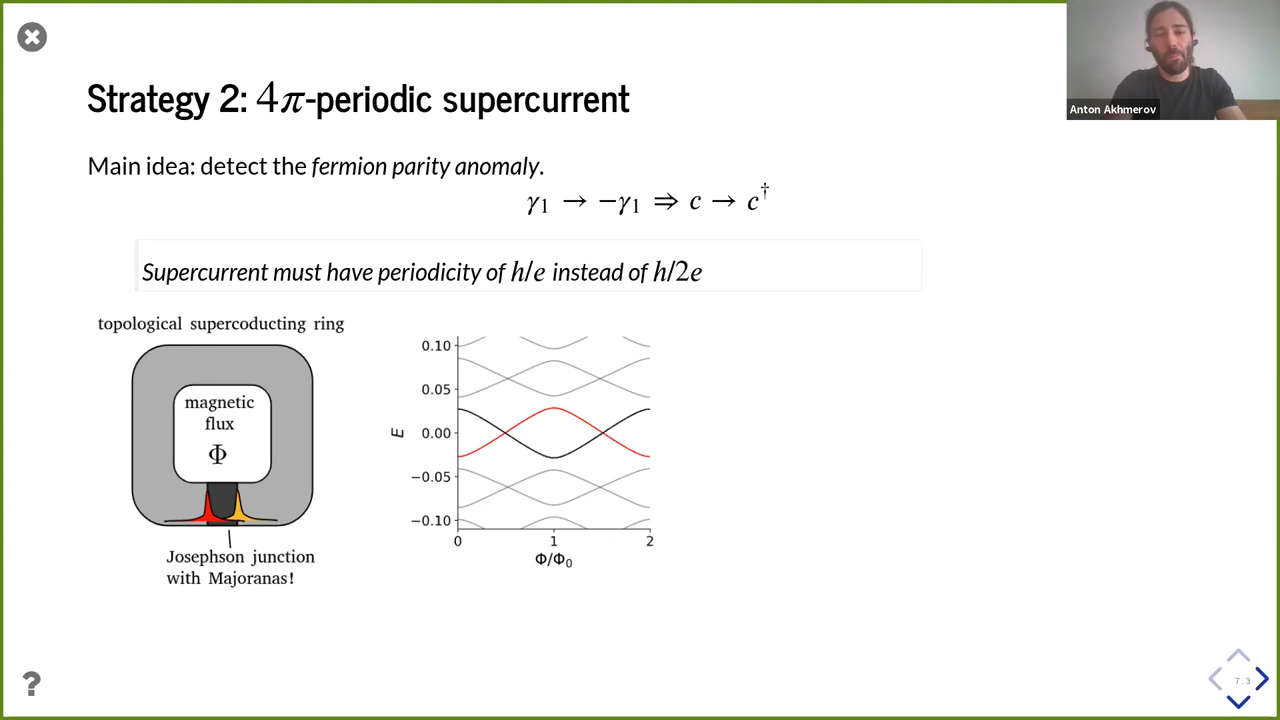 Anton Akhmerov
Strategy 2: 4π-periodic supercurrent
Main idea: detect the fermion parity anomaly.
γ₁ → −γ₁ ⇒ c → c†
Supercurrent must have periodicity of h/e instead of h/2e
topological supercoducting ring
magnetic
flux
Φ
Josephson junction
with Majoranas!
E
0.10
0.05
0.00
−0.05
−0.10
0 1 2
Φ/Φ₀
?
7.3